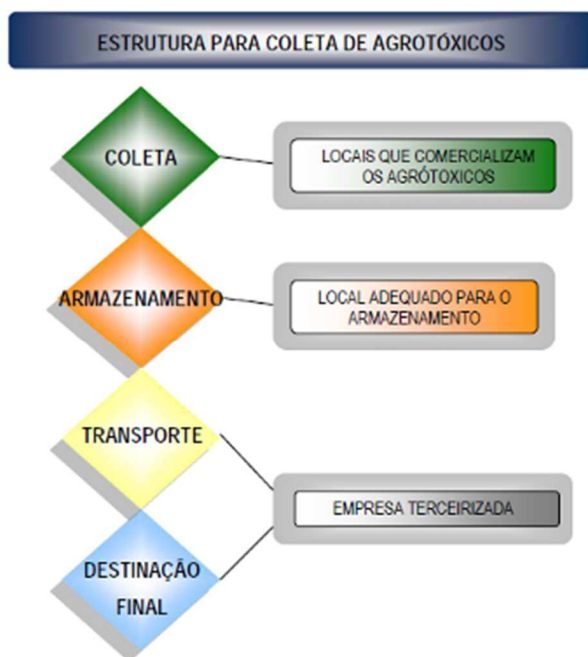 ESTRUTURA PARA COLETA DE AGROTÓXICOS
COLETA
LOCAIS QUE COMERCIALIZAM
OS AGRÓTOXICOS
ARMAZENAMENTO
LOCAL ADEQUADO PARA O
ARMAZENAMENTO
TRANSPORTE
EMPRESA TERCEIRIZADA
DESTINAÇÃO
FINAL